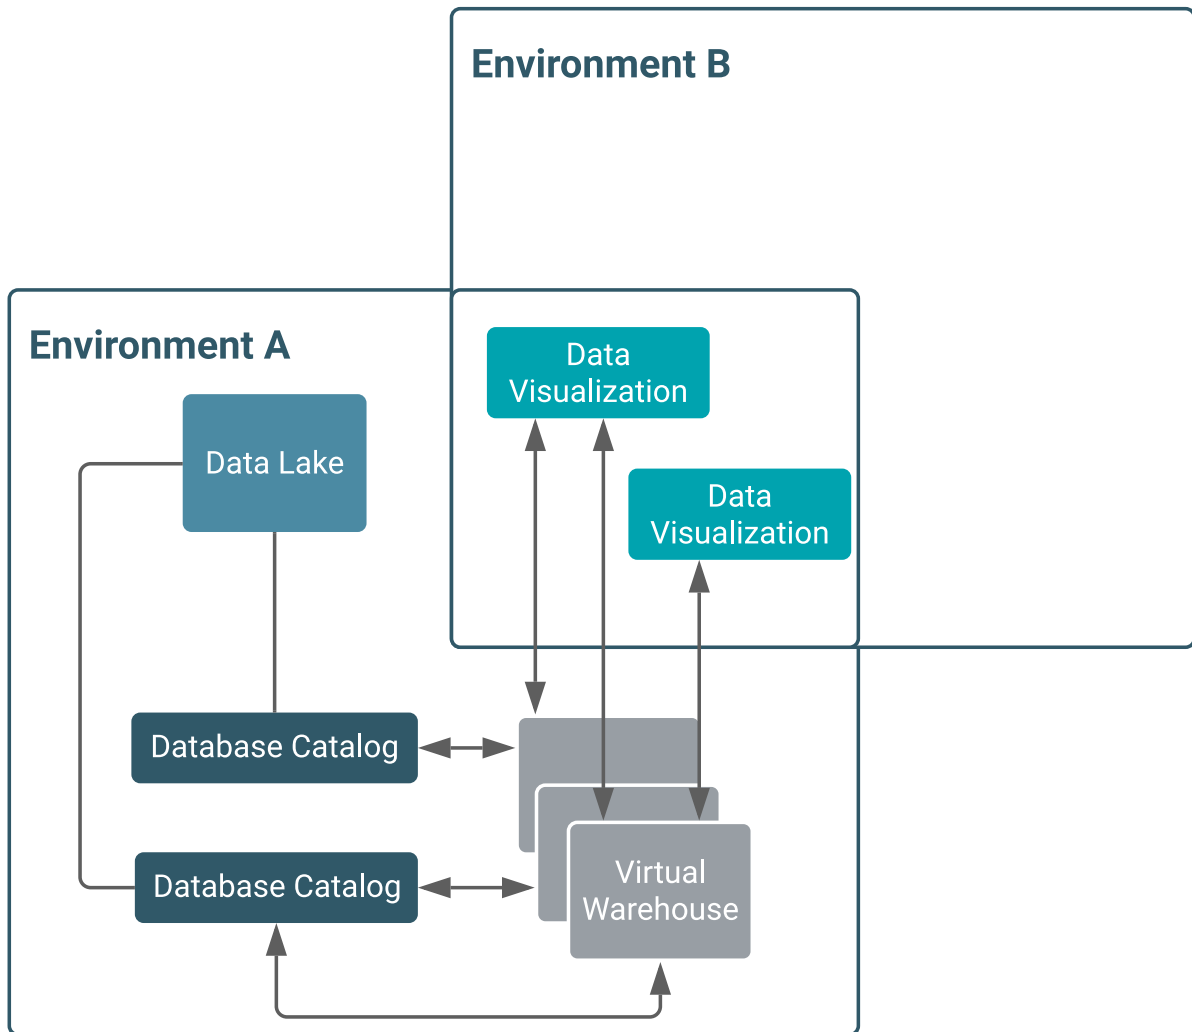 Environment B
Environment A
Data
Visualization
Data Lake
Data
Visualization
Database Catalog
Database Catalog
Virtual
Warehouse